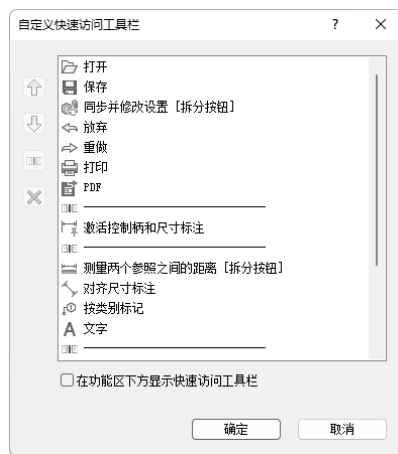 自定义快速访问工具栏
打开
保存
同步并修改设置 [拆分按钮]
放弃
重做
打印
PDF
激活控制柄和尺寸标注
测量两个参照之间的距离 [拆分按钮]
对齐尺寸标注
按类别标记
A 文字
在功能区下方显示快速访问工具栏
确定 取消